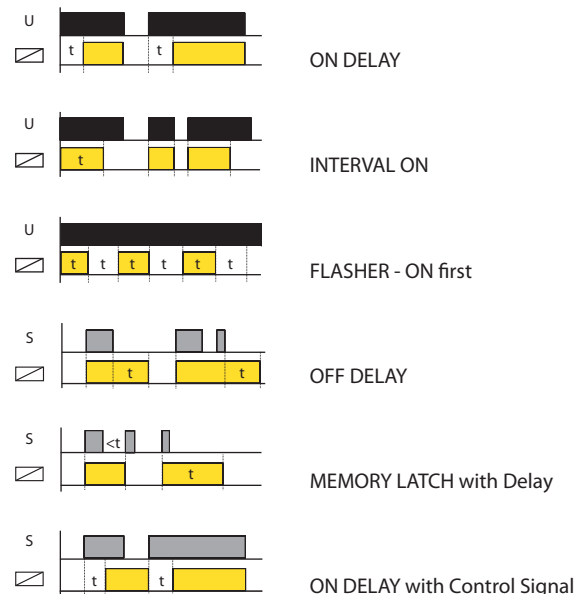 U
t t
ON DELAY
U
t
INTERVAL ON
U
t t t t t t
FLASHER - ON first
S
t t
OFF DELAY
S
<t
t
MEMORY LATCH with Delay
S
t t
ON DELAY with Control Signal